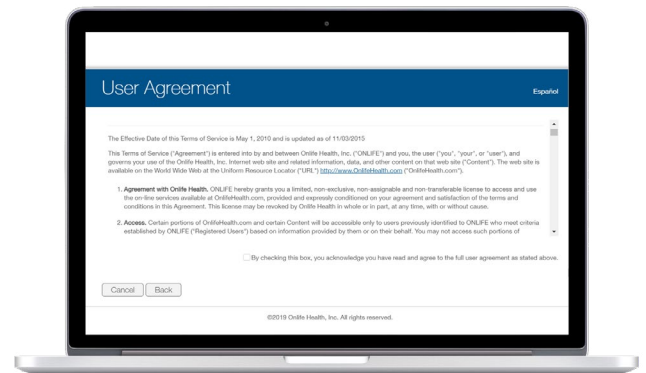 User Agreement
Español
The Effective Date of this Terms of Service is May 1, 2010 and is updated as of 11/03/2015
This Terms of Service ("Agreement") is entered into by and between Onlife Health, Inc. ("ONLIFE") and you, the user ("you", "your", or "user"), and
governs your use of the Onlife Health, Inc. Internet web site and related information, data, and other content on that web site ("Content"). The web site is
available on the World Wide Web at the Uniform Resource Locator ("URL") http://www.OnlifeHealth.com ("OnlifeHealth.com").
1. Agreement with Onlife Health. ONLIFE hereby grants you a limited, non-exclusive, non-assignable and non-transferable license to access and use
the on-line services available at OnlifeHealth.com, provided and expressly conditioned on your agreement and satisfaction of the terms and
conditions in this Agreement. This license may be revoked by Onlife Health in whole or in part, at any time, with or without cause.
2. Access. Certain portions of OnlifeHealth.com and certain Content will be accessible only to users previously identified to ONLIFE who meet criteria
established by ONLIFE ("Registered Users") based on information provided by them or on their behalf. You may not access such portions of
By checking this box, you acknowledge you have read and agree to the full user agreement as stated above.
Cancel Back
©2019 Onlife Health, Inc. All rights reserved.